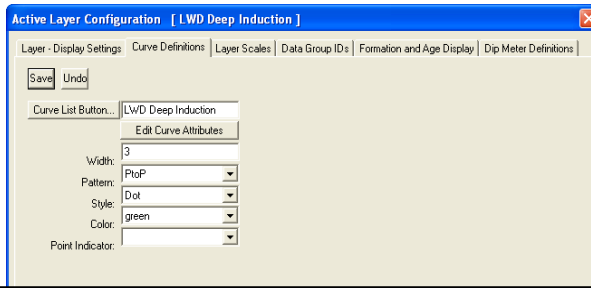 Active Layer Configuration [ LWD Deep Induction ]
Layer - Display Settings Curve Definitions Layer Scales Data Group IDs Formation and Age Display Dip Meter Definitions
Save Undo
Curve List Button... LWD Deep Induction
Edit Curve Attributes
Width: 3
Pattern: PtoP
Style: Dot
Color: green
Point Indicator: